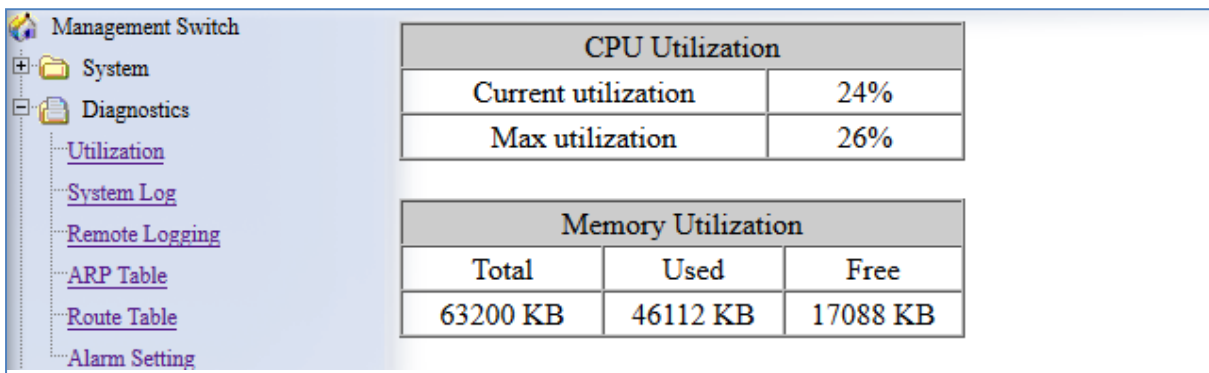 Management Switch
System
Diagnostics
Utilization
System Log
Remote Logging
ARP Table
Route Table
Alarm Setting
CPU Utilization
Current utilization 24%
Max utilization 26%
Memory Utilization
Total Used Free
63200 KB 46112 KB 17088 KB